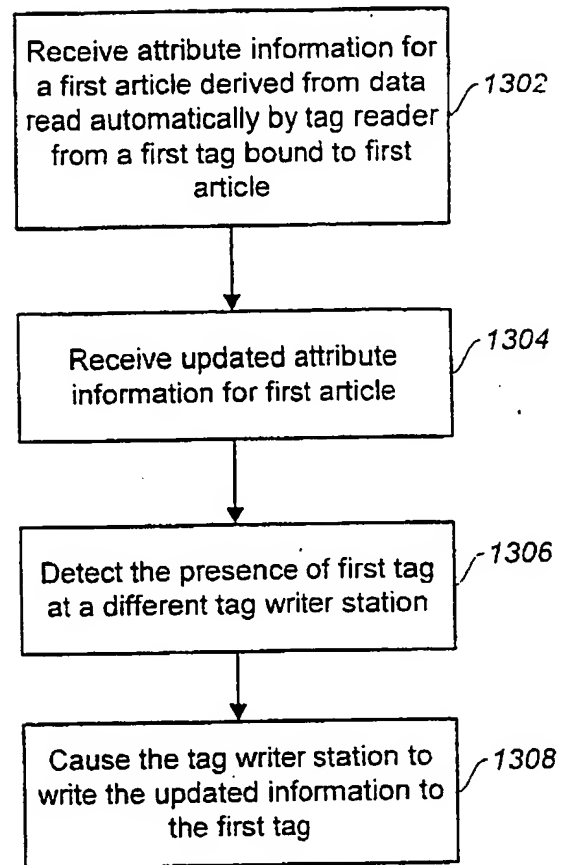 Receive attribute information for
a first article derived from data
read automatically by tag reader
from a first tag bound to first
article
1302
Receive updated attribute
information for first article
1304
Detect the presence of first tag
at a different tag writer station
1306
Cause the tag writer station to
write the updated information to
the first tag
1308